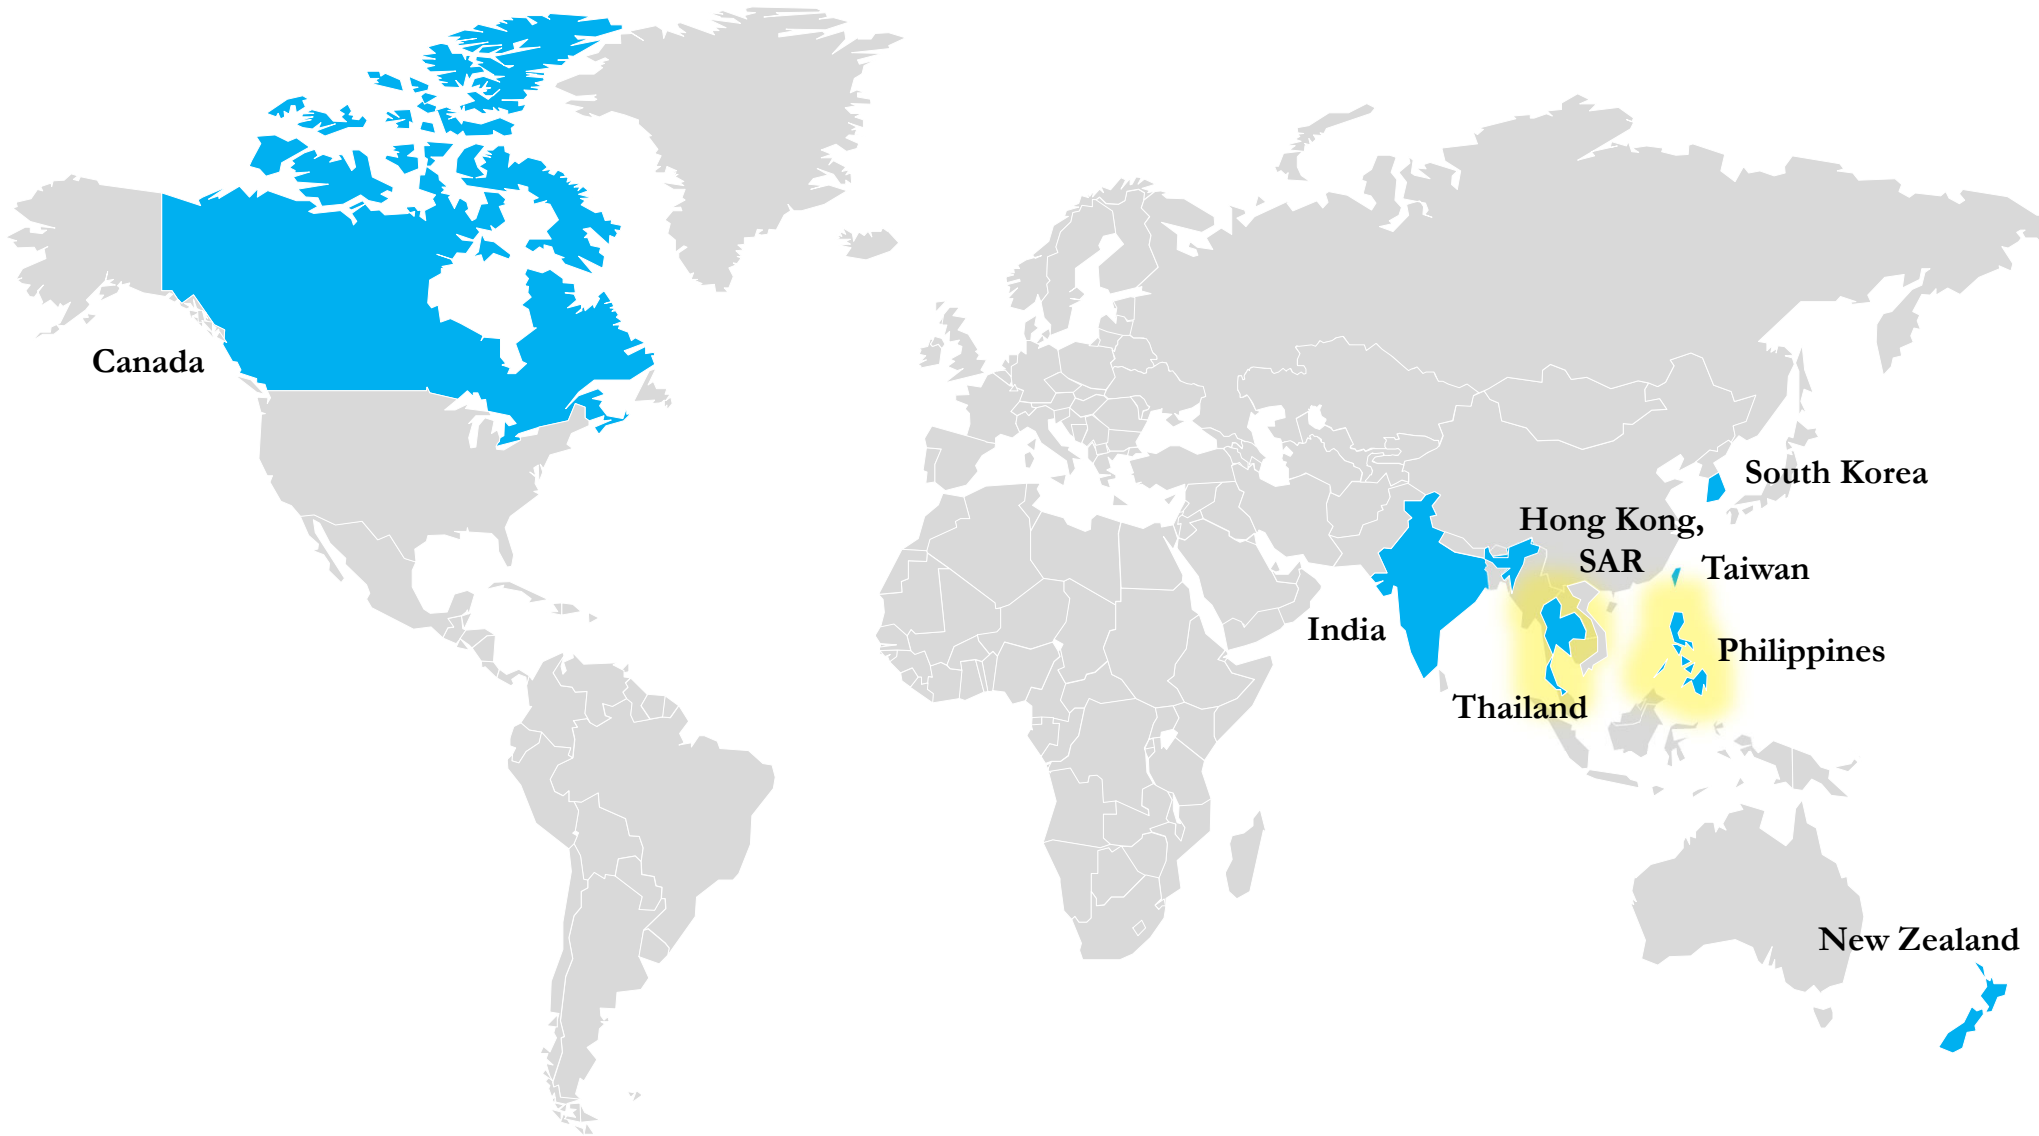 Canada
South Korea
Hong Kong,
SAR
Taiwan
India
Philippines
Thailand
New Zealand